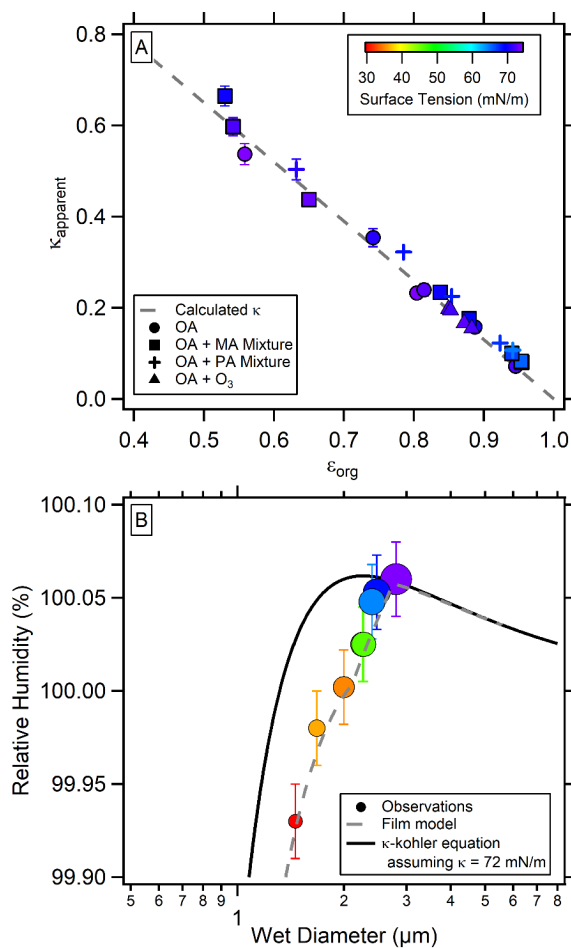 A
30 40 50 60 70
Surface Tension (mN/m)
0.8
0.6
0.4
0.2
0.0
κapparent
Calculated κ
OA
OA + MA Mixture
OA + PA Mixture
OA + O3
0.4 0.5 0.6 0.7 0.8 0.9 1.0
εorg
B
100.10
100.05
100.00
99.95
99.90
Relative Humidity (%)
Observations
Film model
κ-kohler equation
assuming κ = 72 mN/m
5 6 7 8 9 1 2 3 4 5 6 7 8
Wet Diameter (μm)